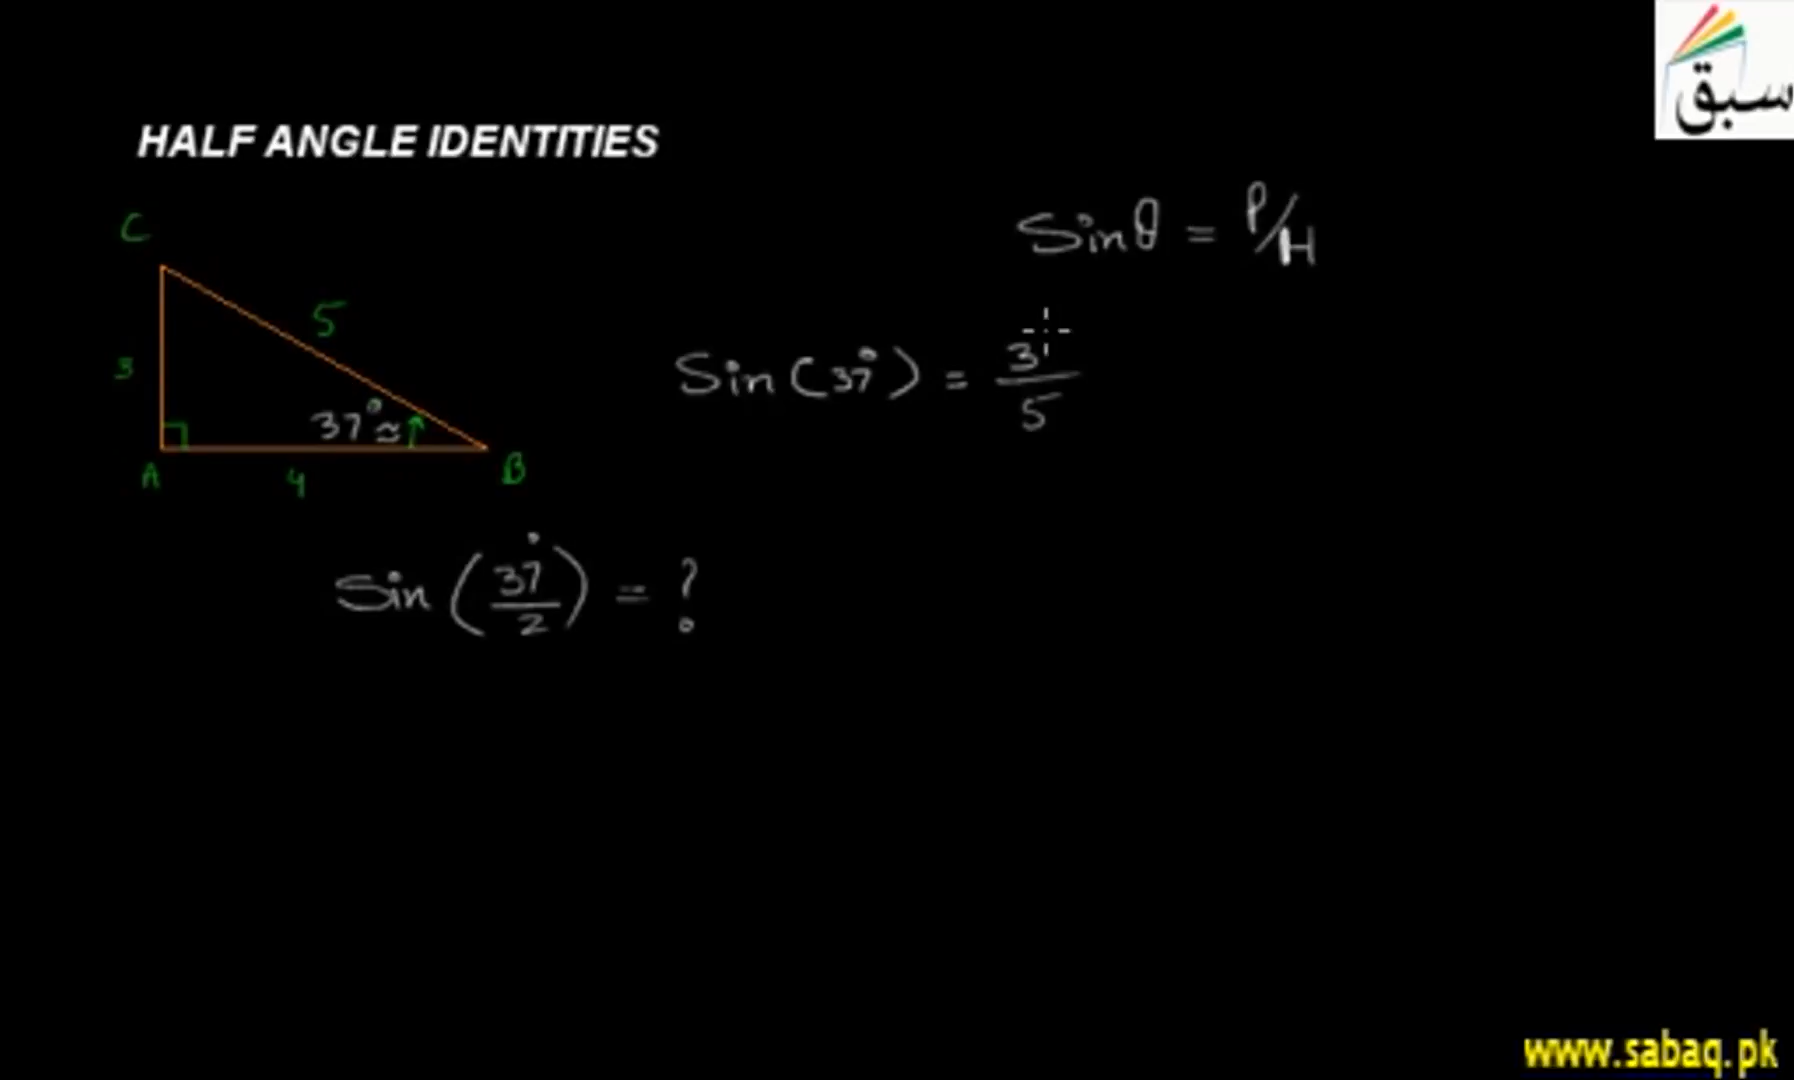 سبق
HALF ANGLE IDENTITIES
C
Sinθ = P/H
5
3
Sin(37°) = 3/5
37° ≈
A
4
B
Sin(37°/2) = ?
www.sabaq.pk